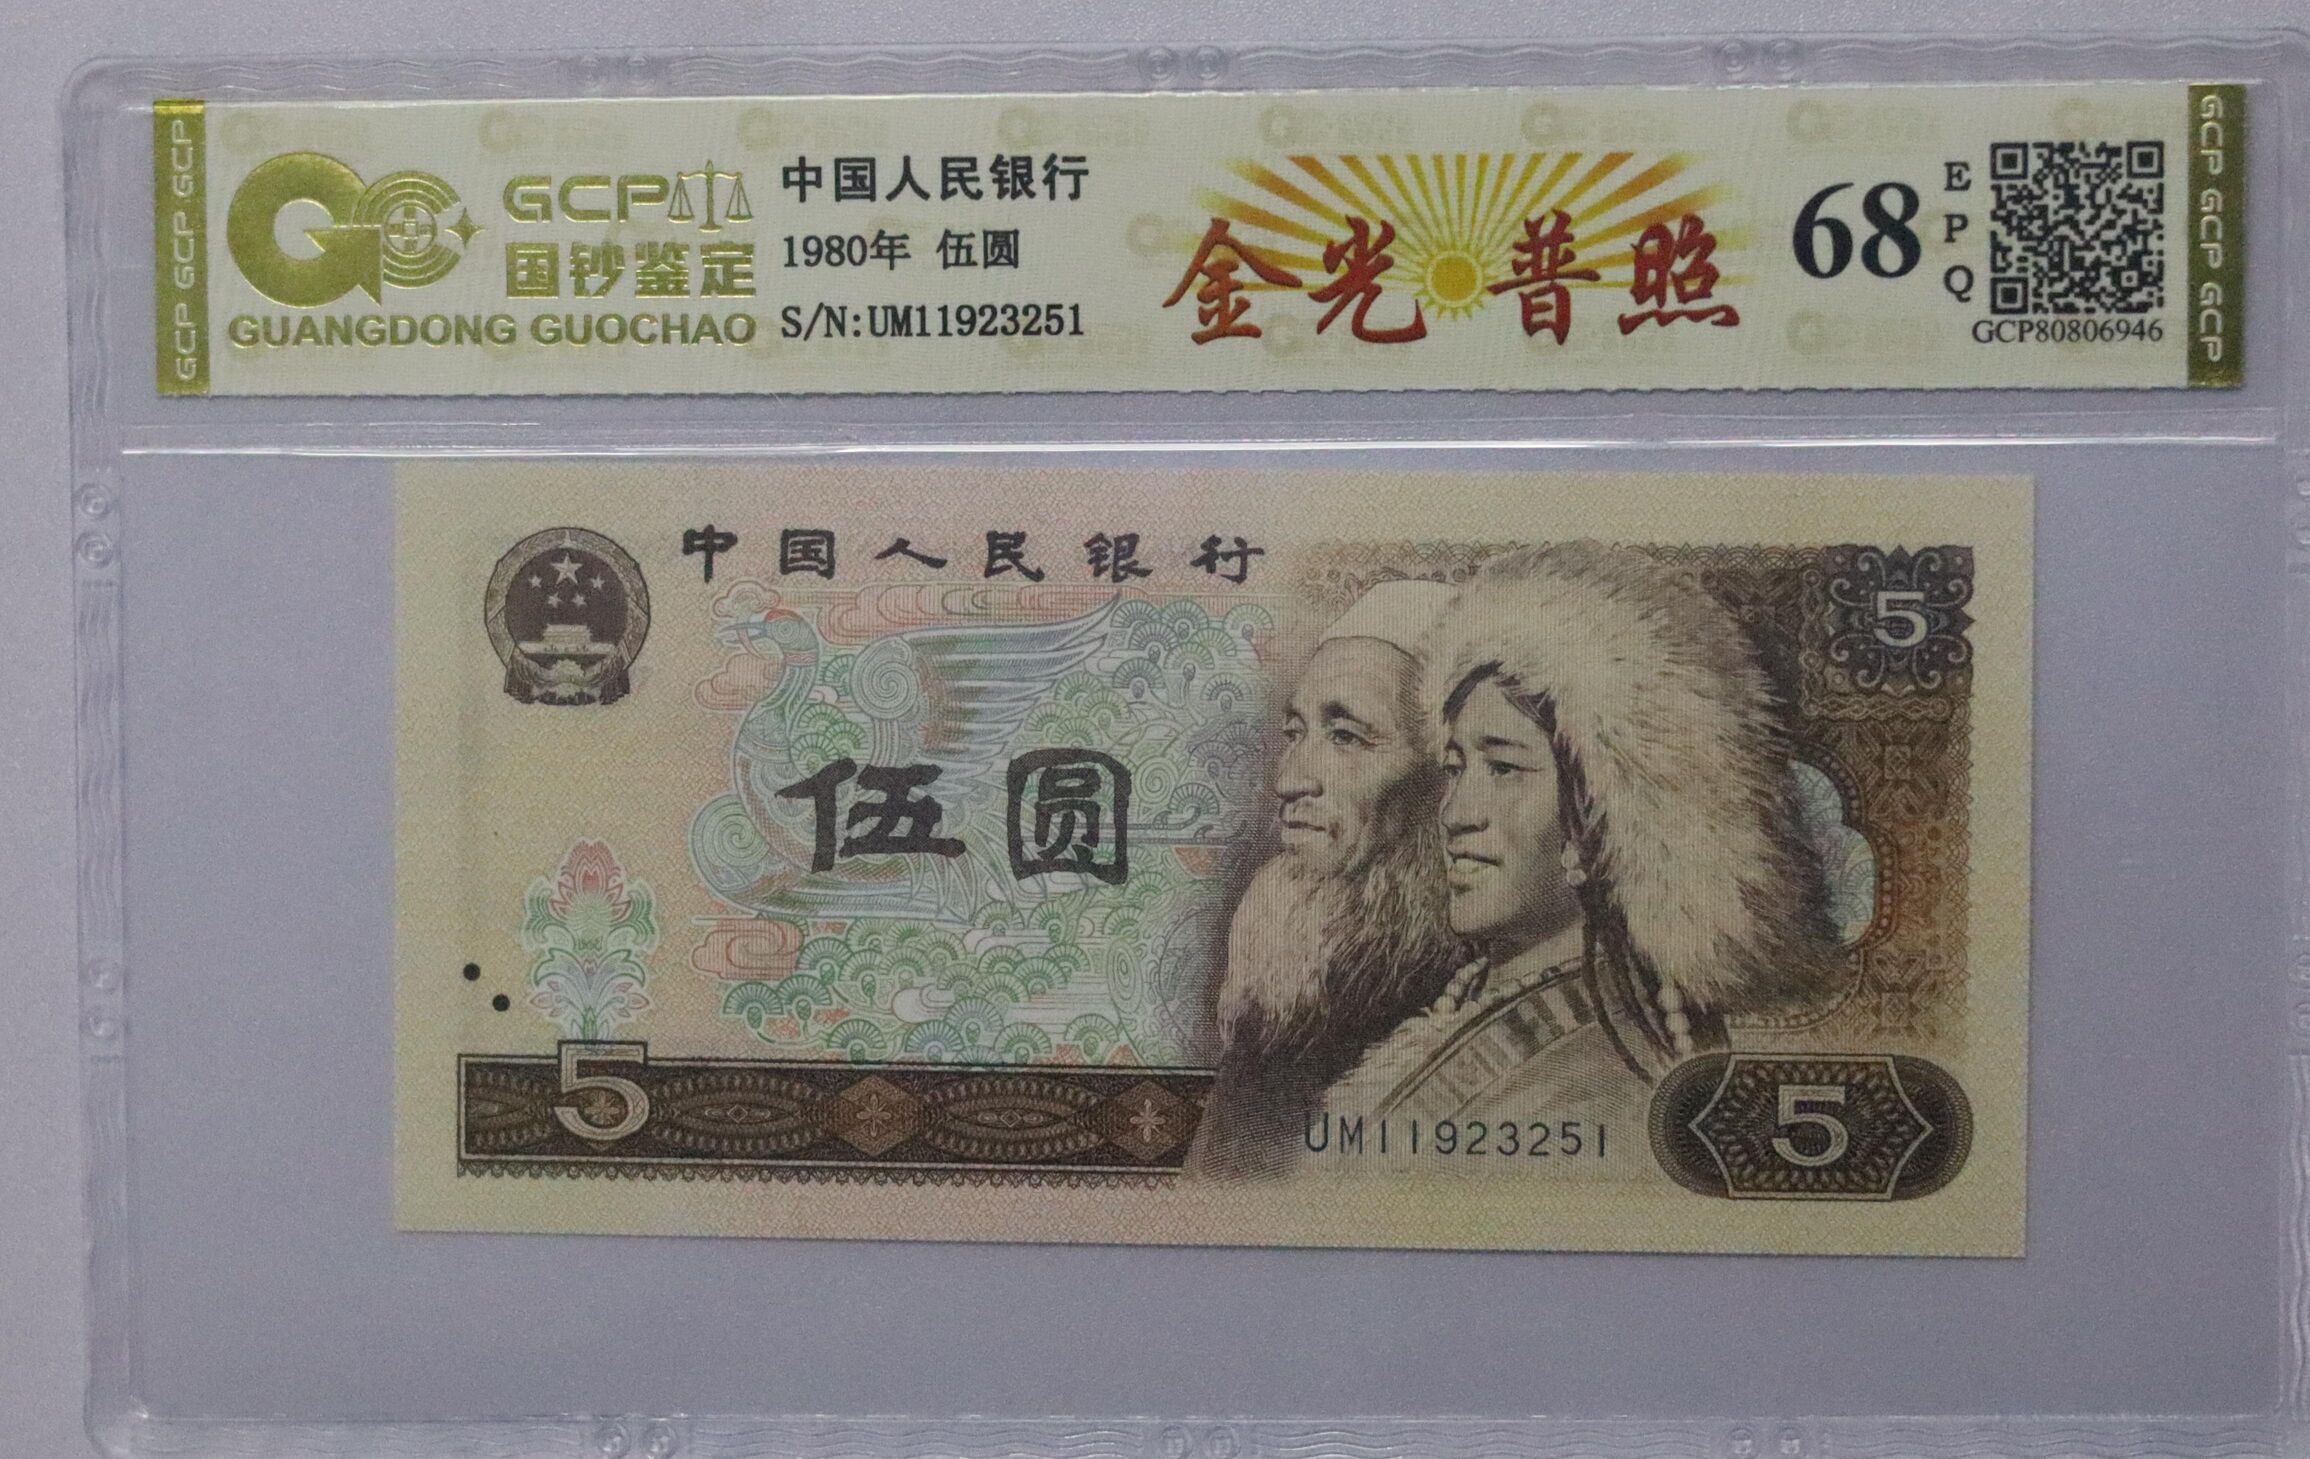 GCP GCP GCP
GCP
国钞鉴定
GUANGDONG GUOCHAO
中国人民银行
1980年 伍圆
S/N:UM11923251
金光普照
68
EPQ
GCP80806946
GCP GCP GCP GCP
中国人民银行
5
伍圆
5
UM11923251
5